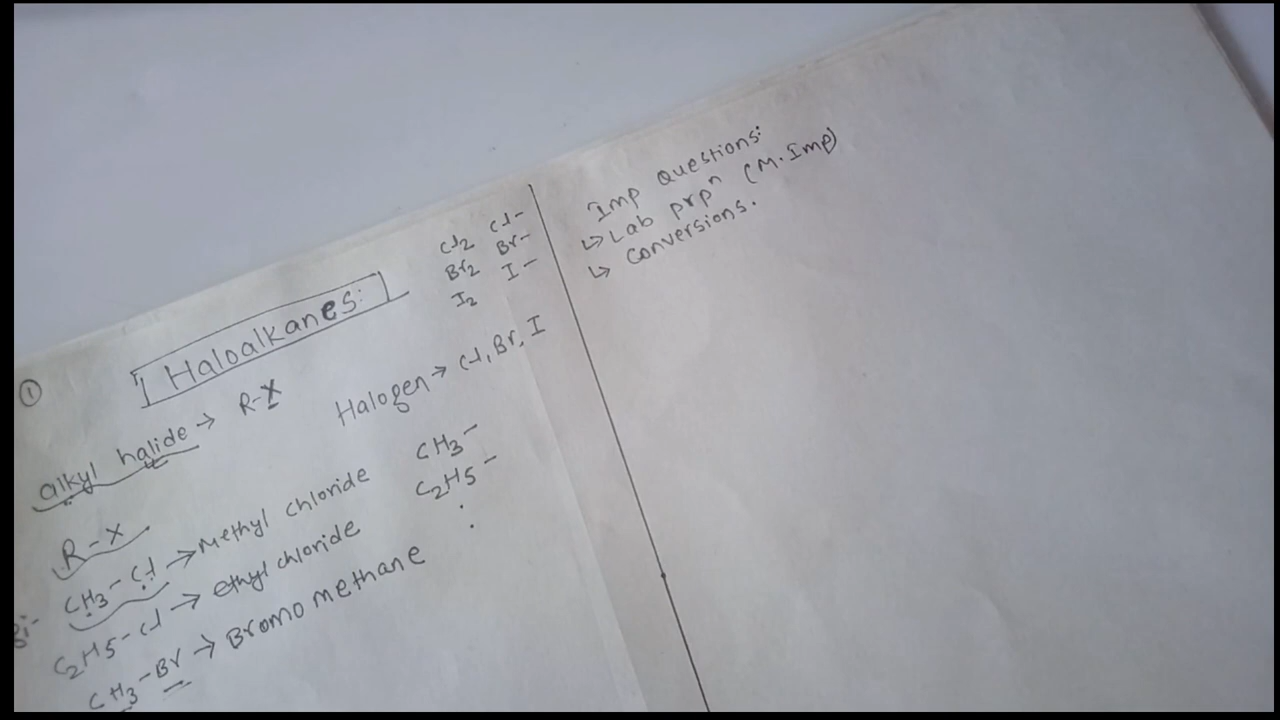 ① Haloalkanes:
Cl2 Cl-
Br2 Br-
I2 I-
alkyl halide → R-X
Halogen → Cl, Br, I
R-X
CH3-
C2H5-
CH3-Cl → Methyl chloride
C2H5-Cl → ethyl chloride
CH3-Br → Bromo methane
Imp Questions:
↳ Lab prpn (M.Imp)
↳ Conversions.